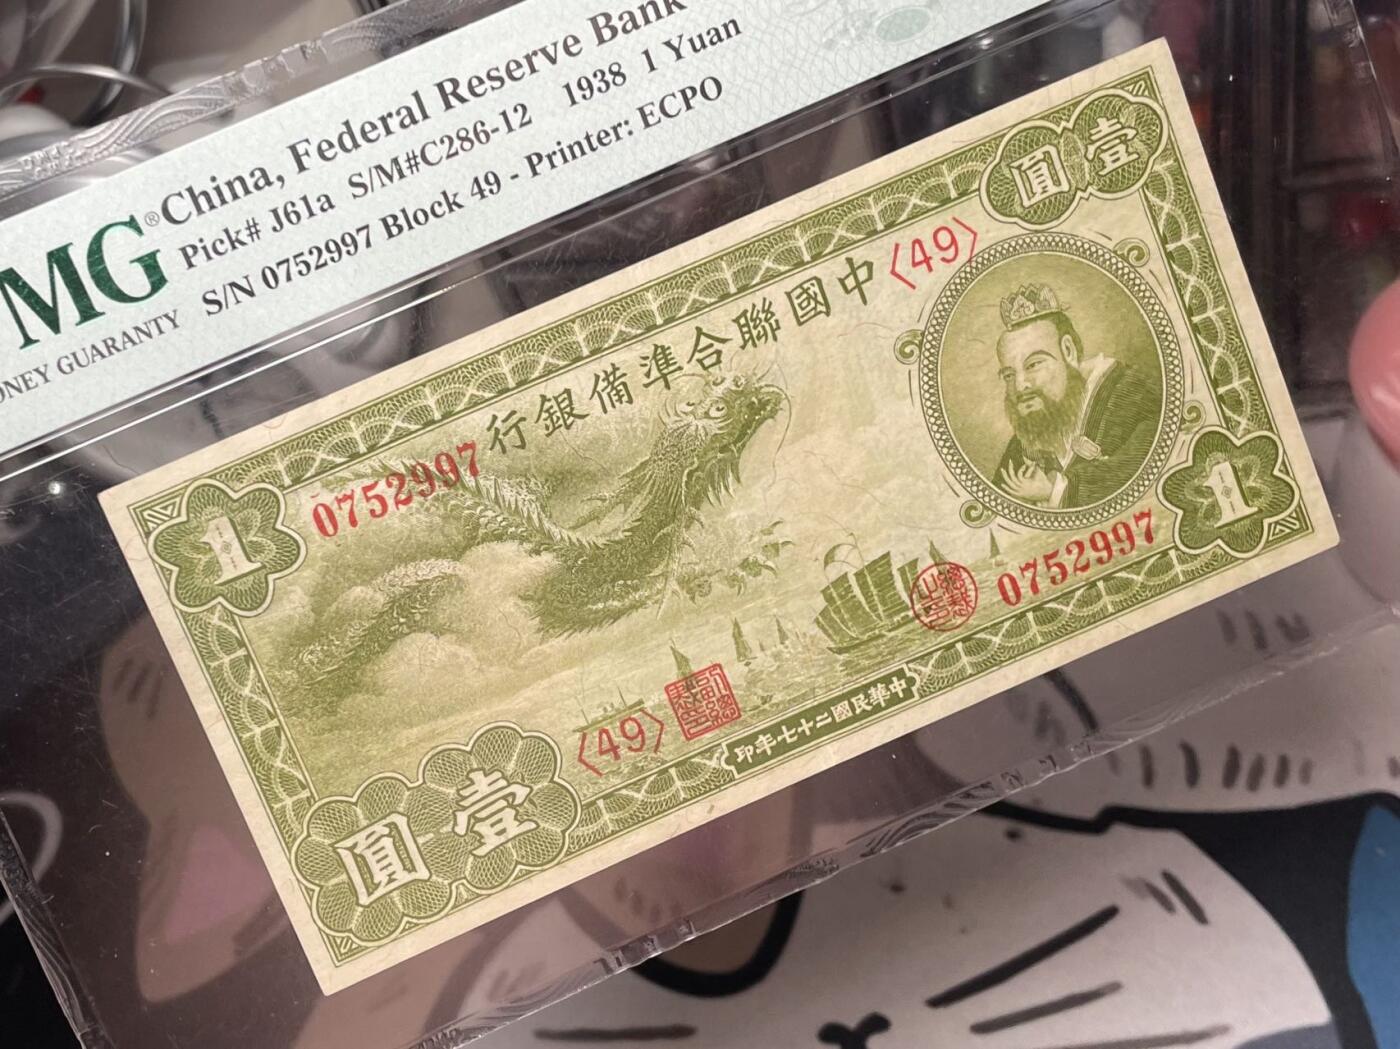 China, Federal Reserve Bank
Pick# J61a S/M#C286-12 1938 1 Yuan
S/N 0752997 Block 49 - Printer: ECPO
MG®
ONEY GUARANTY
圓壹
〈49〉
行銀備準合聯國中
0752997
1
1
0752997
〈49〉
印年七十二國民華中
圓壹